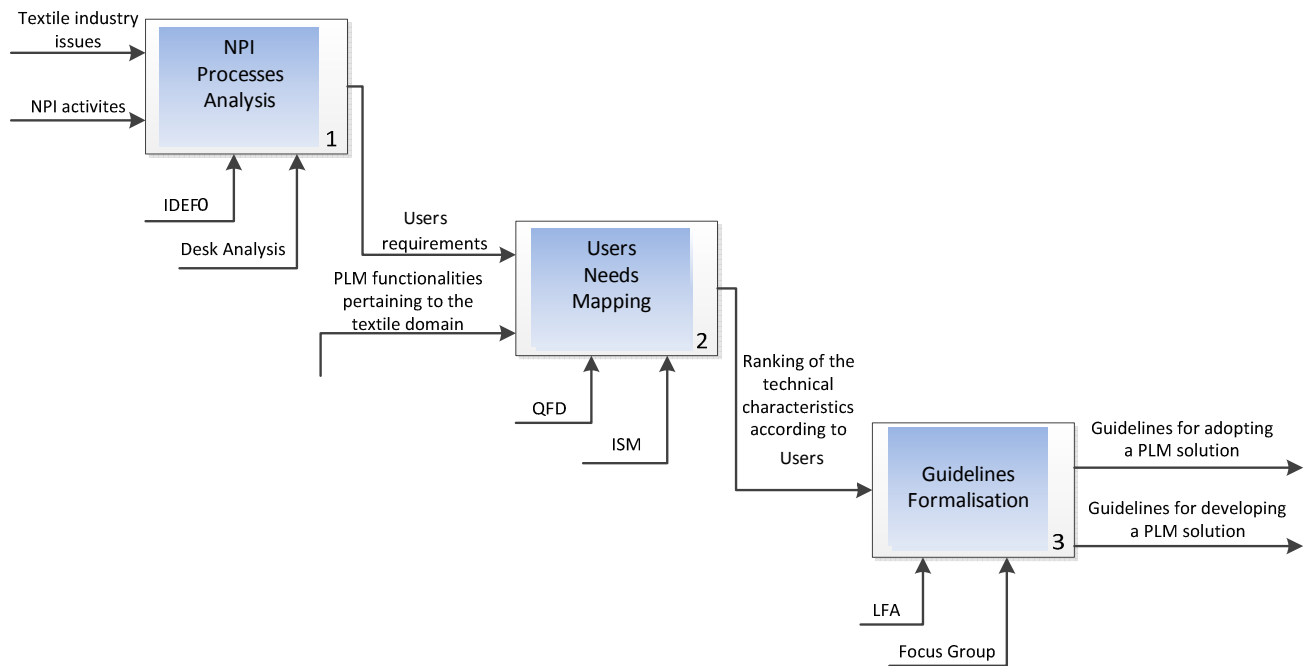 Textile industry
issues
NPI activites
NPI
Processes
Analysis
1
IDEF0
Desk Analysis
Users
requirements
PLM functionalities
pertaining to the
textile domain
Users
Needs
Mapping
2
QFD
ISM
Ranking of the
technical
characteristics
according to
Users
Guidelines
Formalisation
3
LFA
Focus Group
Guidelines for adopting
a PLM solution
Guidelines for developing
a PLM solution